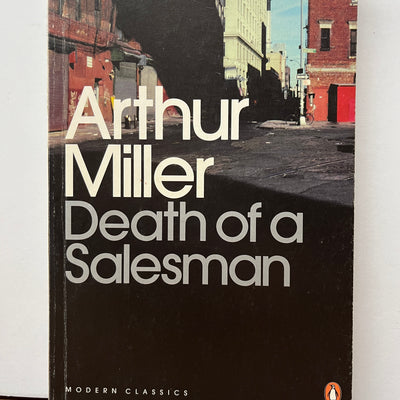 Arthur
Miller
Death of a
Salesman
MODERN CLASSICS